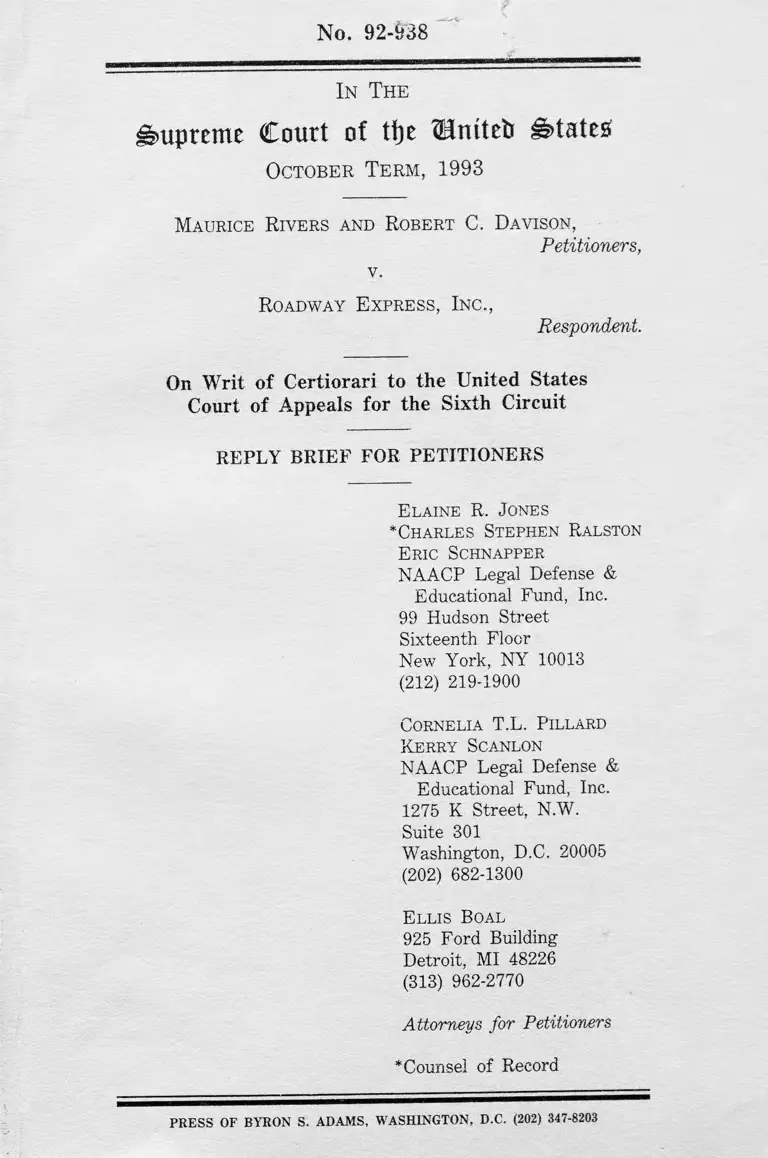 No. 92-938
IN THE
Supreme Court of the United States
OCTOBER TERM, 1993
MAURICE RIVERS AND ROBERT C. DAVISON,
Petitioners,
v.
ROADWAY EXPRESS, INC.,
Respondent.
On Writ of Certiorari to the United States
Court of Appeals for the Sixth Circuit
REPLY BRIEF FOR PETITIONERS
ELAINE R. JONES
*CHARLES STEPHEN RALSTON
ERIC SCHNAPPER
NAACP Legal Defense &
Educational Fund, Inc.
99 Hudson Street
Sixteenth Floor
New York, NY 10013
(212) 219-1900
CORNELIA T.L. PILLARD
KERRY SCANLON
NAACP Legal Defense &
Educational Fund, Inc.
1275 K Street, N.W.
Suite 301
Washington, D.C. 20005
(202) 682-1300
ELLIS BOAL
925 Ford Building
Detroit, MI 48226
(313) 962-2770
Attorneys for Petitioners
*Counsel of Record
PRESS OF BYRON S. ADAMS, WASHINGTON, D.C. (202) 347-8203